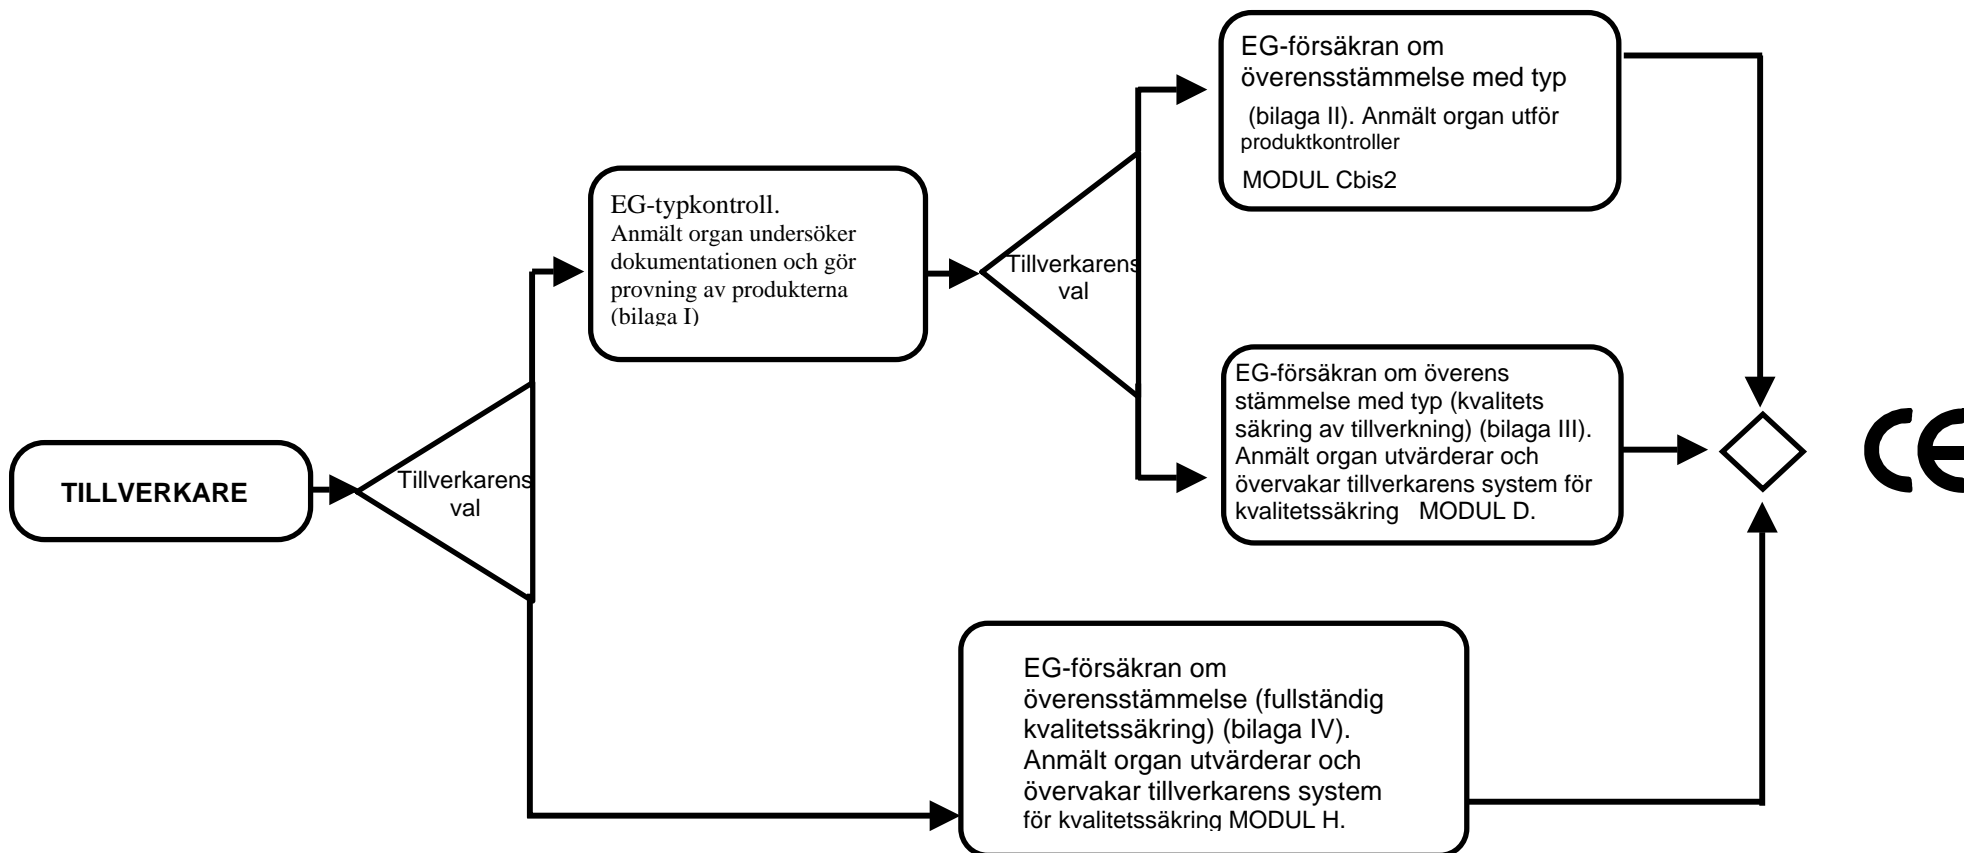 TILLVERKARE
Tillverkarens
val
EG-typkontroll.
Anmält organ undersöker
dokumentationen och gör
provning av produkterna
(bilaga I)
Tillverkarens
val
EG-försäkran om
överensstämmelse med typ
(bilaga II). Anmält organ utför
produktkontroller
MODUL Cbis2
EG-försäkran om överens
stämmelse med typ (kvalitets
säkring av tillverkning) (bilaga III).
Anmält organ utvärderar och
övervakar tillverkarens system för
kvalitetssäkring MODUL D.
EG-försäkran om
överensstämmelse (fullständig
kvalitetssäkring) (bilaga IV).
Anmält organ utvärderar och
övervakar tillverkarens system
för kvalitetssäkring MODUL H.
CE